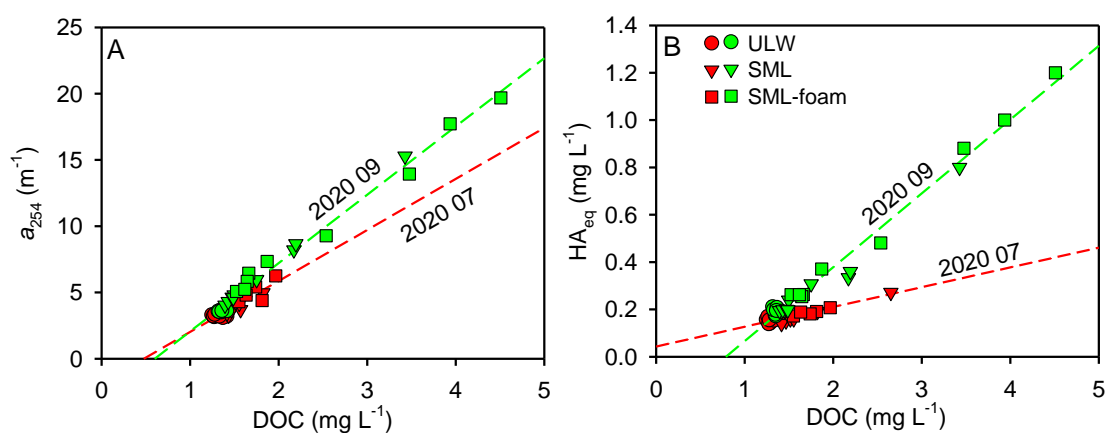 A
25
20
15
10
5
0
a254 (m-1)
2020 09
2020 07
0 1 2 3 4 5
DOC (mg L-1)
B
ULW
SML
SML-foam
1.4
1.2
1.0
0.8
0.6
0.4
0.2
0.0
HAeq (mg L-1)
2020 09
2020 07
0 1 2 3 4 5
DOC (mg L-1)